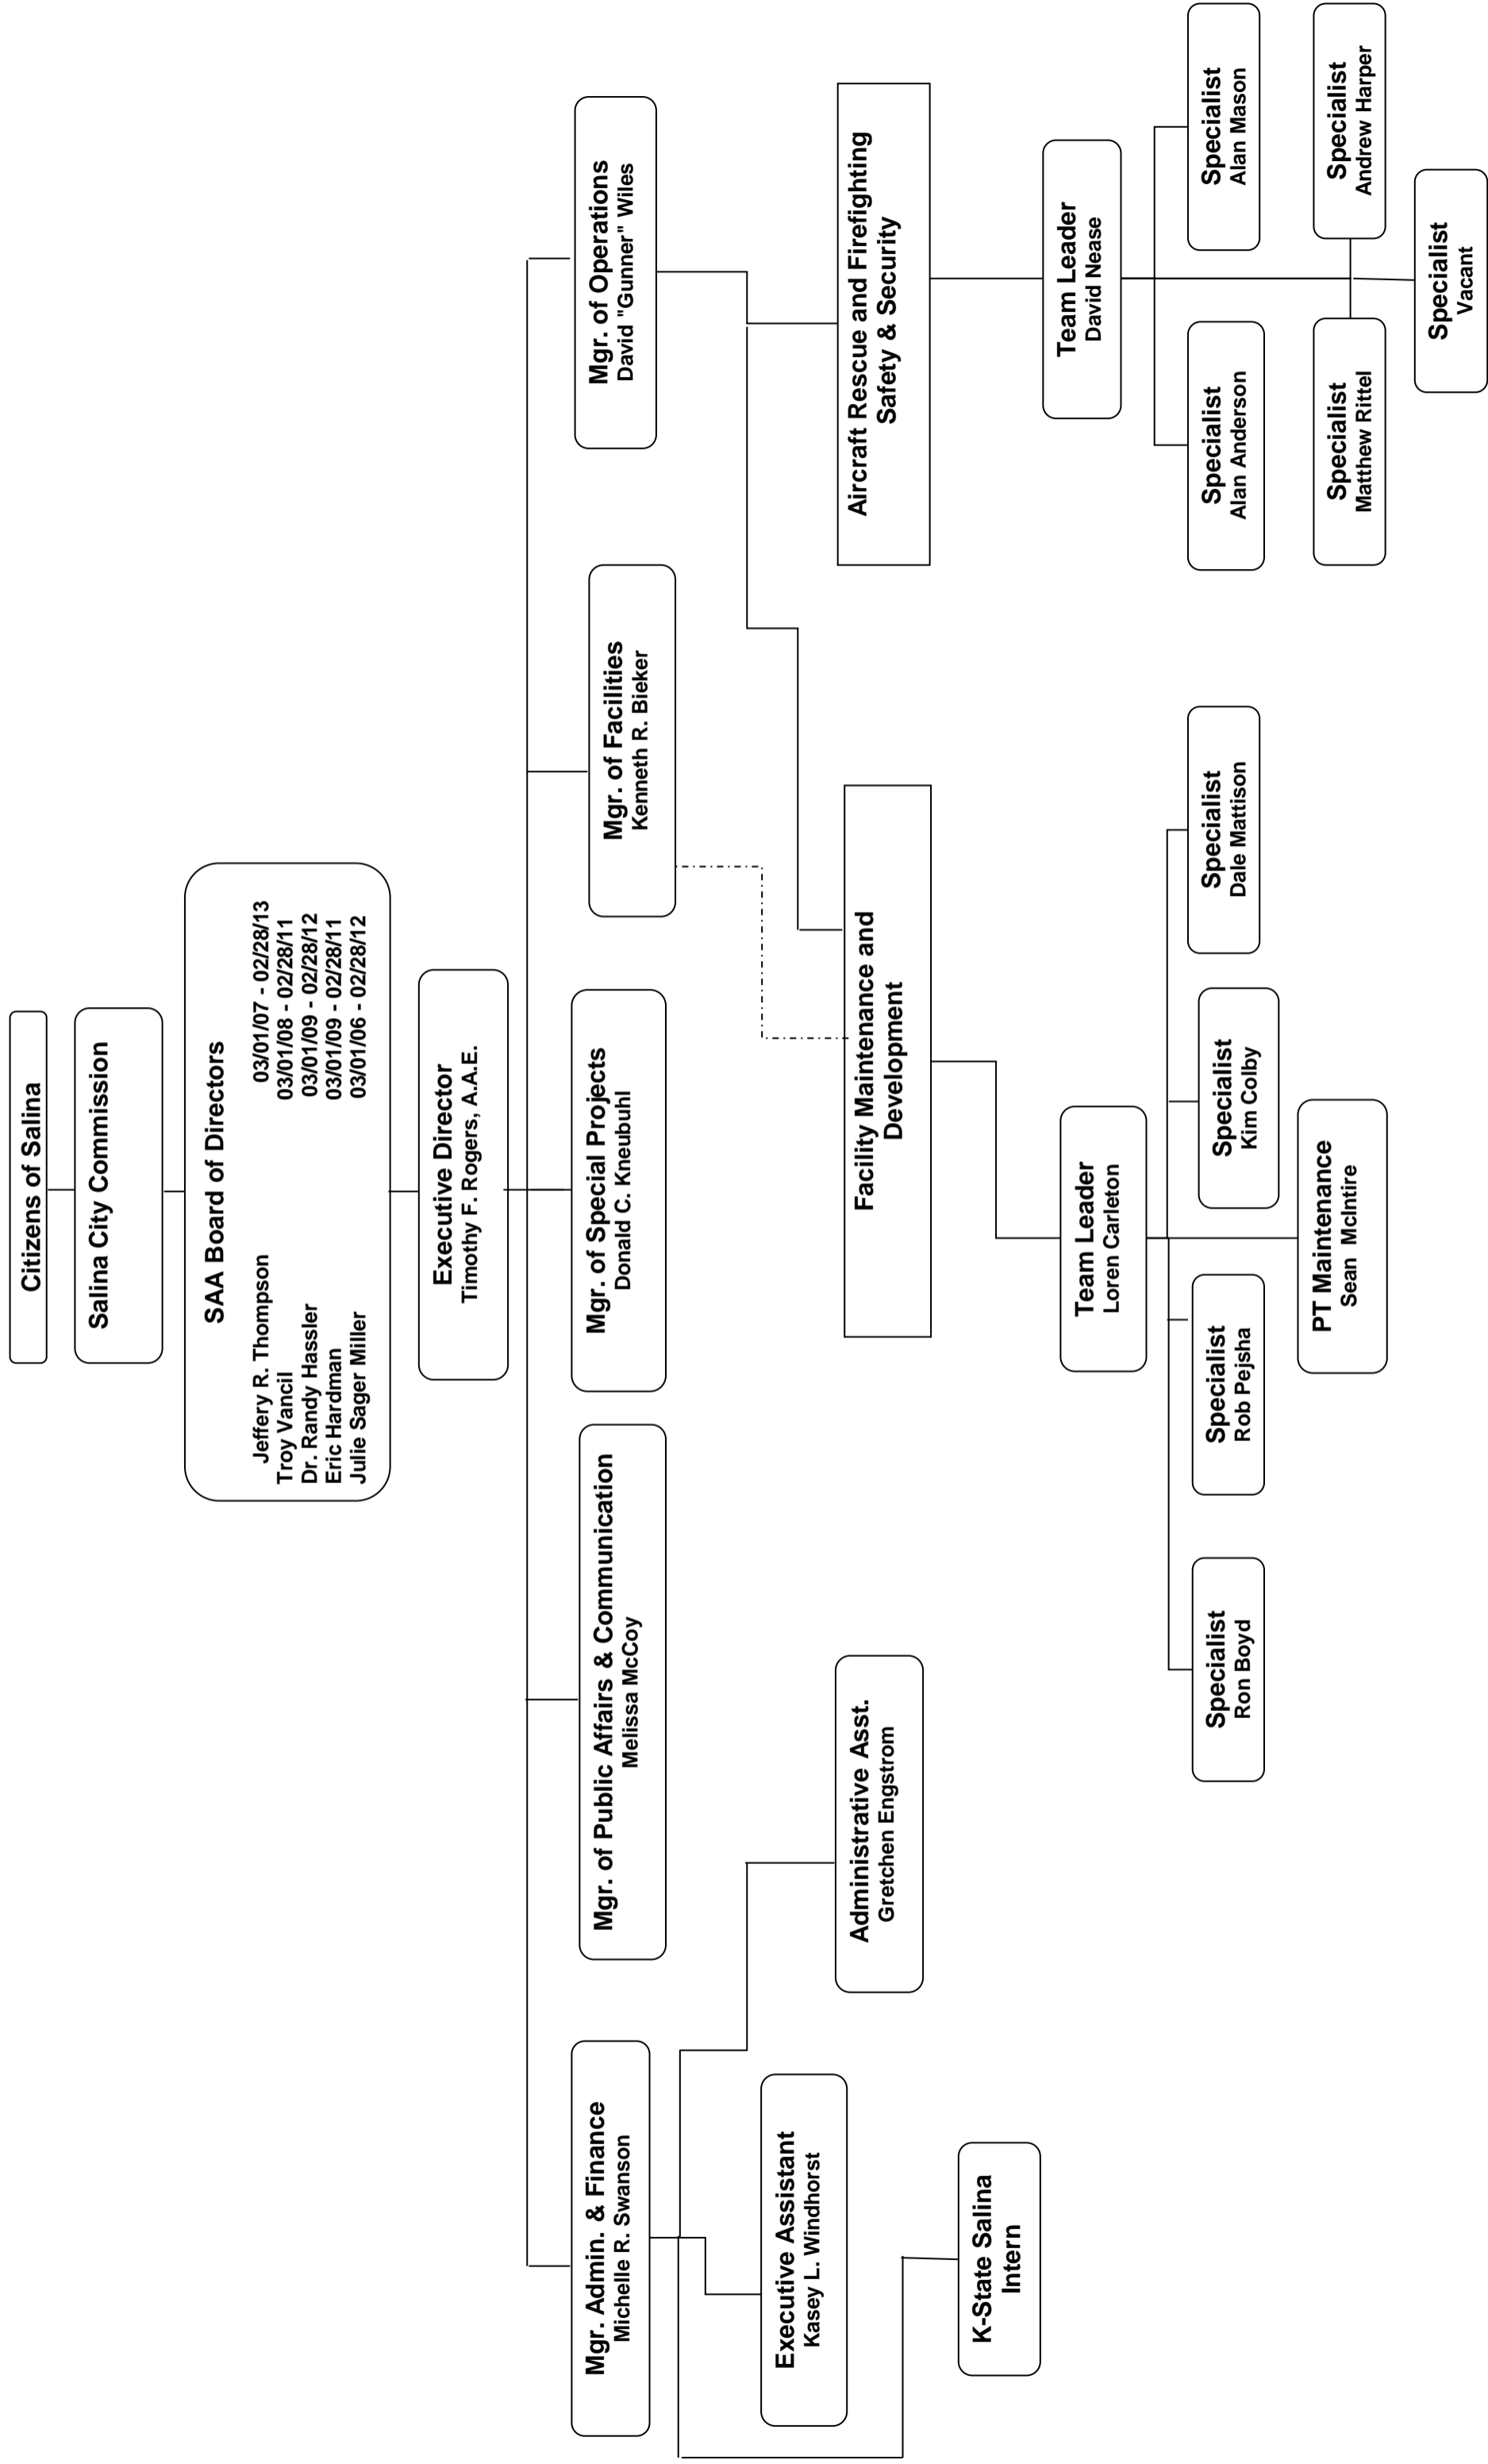 Citizens of Salina
Salina City Commission
SAA Board of Directors
Jeffery R. Thompson 03/01/07 - 02/28/13
Troy Vancil 03/01/08 - 02/28/11
Dr. Randy Hassler 03/01/09 - 02/28/12
Eric Hardman 03/01/09 - 02/28/11
Julie Sager Miller 03/01/06 - 02/28/12
Executive Director
Timothy F. Rogers, A.A.E.
Mgr. Admin. & Finance
Michelle R. Swanson
Mgr. of Public Affairs & Communication
Melissa McCoy
Mgr. of Special Projects
Donald C. Kneubuhl
Mgr. of Facilities
Kenneth R. Bieker
Mgr. of Operations
David "Gunner" Wiles
Executive Assistant
Kasey L. Windhorst
Administrative Asst.
Gretchen Engstrom
Facility Maintenance and
Development
Aircraft Rescue and Firefighting
Safety & Security
K-State Salina
Intern
Team Leader
Loren Carleton
Team Leader
David Nease
Specialist
Ron Boyd
Specialist
Rob Pejsha
Specialist
Kim Colby
Specialist
Dale Mattison
Specialist
Alan Anderson
Specialist
Alan Mason
PT Maintenance
Sean McIntire
Specialist
Matthew Rittel
Specialist
Andrew Harper
Specialist
Vacant